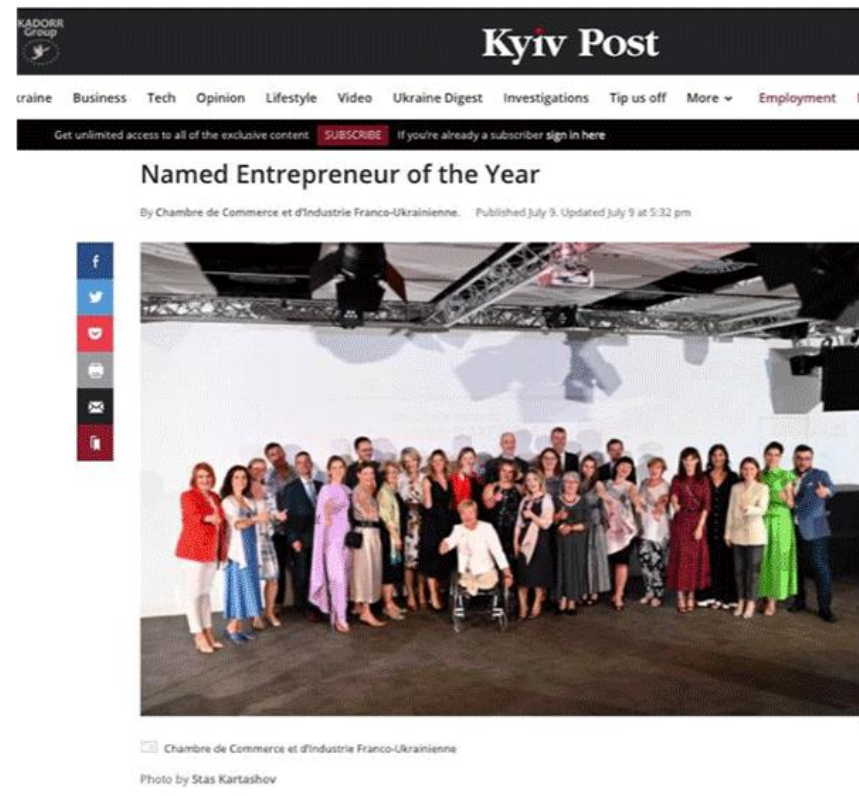 KADORR
Group
Kyiv Post
raine Business Tech Opinion Lifestyle Video Ukraine Digest Investigations Tip us off More Employment
Get unlimited access to all of the exclusive content SUBSCRIBE If you're already a subscriber sign in here
Named Entrepreneur of the Year
By Chambre de Commerce et d'Industrie Franco-Ukrainienne. Published July 9. Updated July 9 at 5:32 pm
f
Chambre de Commerce et d'Industrie Franco-Ukrainienne
Photo by Stas Kartashov